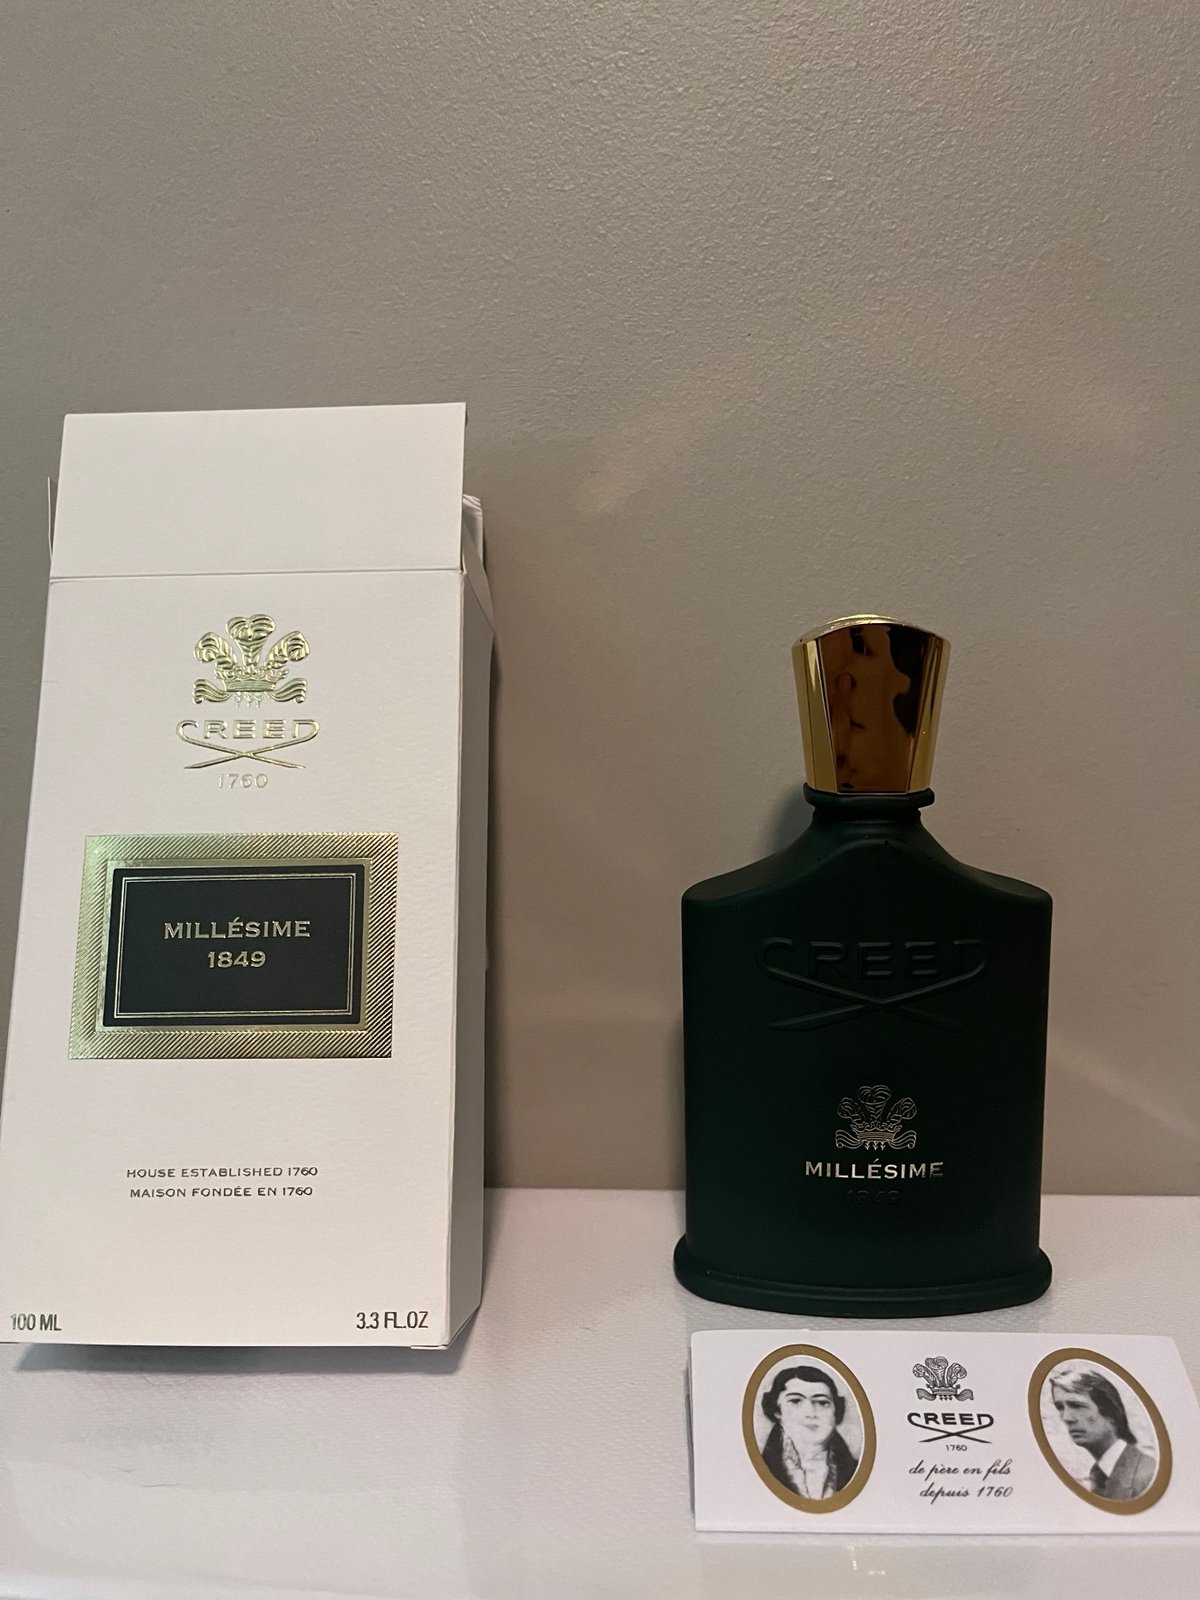 CREED
1760
MILLÉSIME
1849
HOUSE ESTABLISHED 1760
MAISON FONDÉE EN 1760
100 ML
3.3 FL.OZ
CREED
MILLÉSIME
1849
CREED
1760
de père en fils
depuis 1760